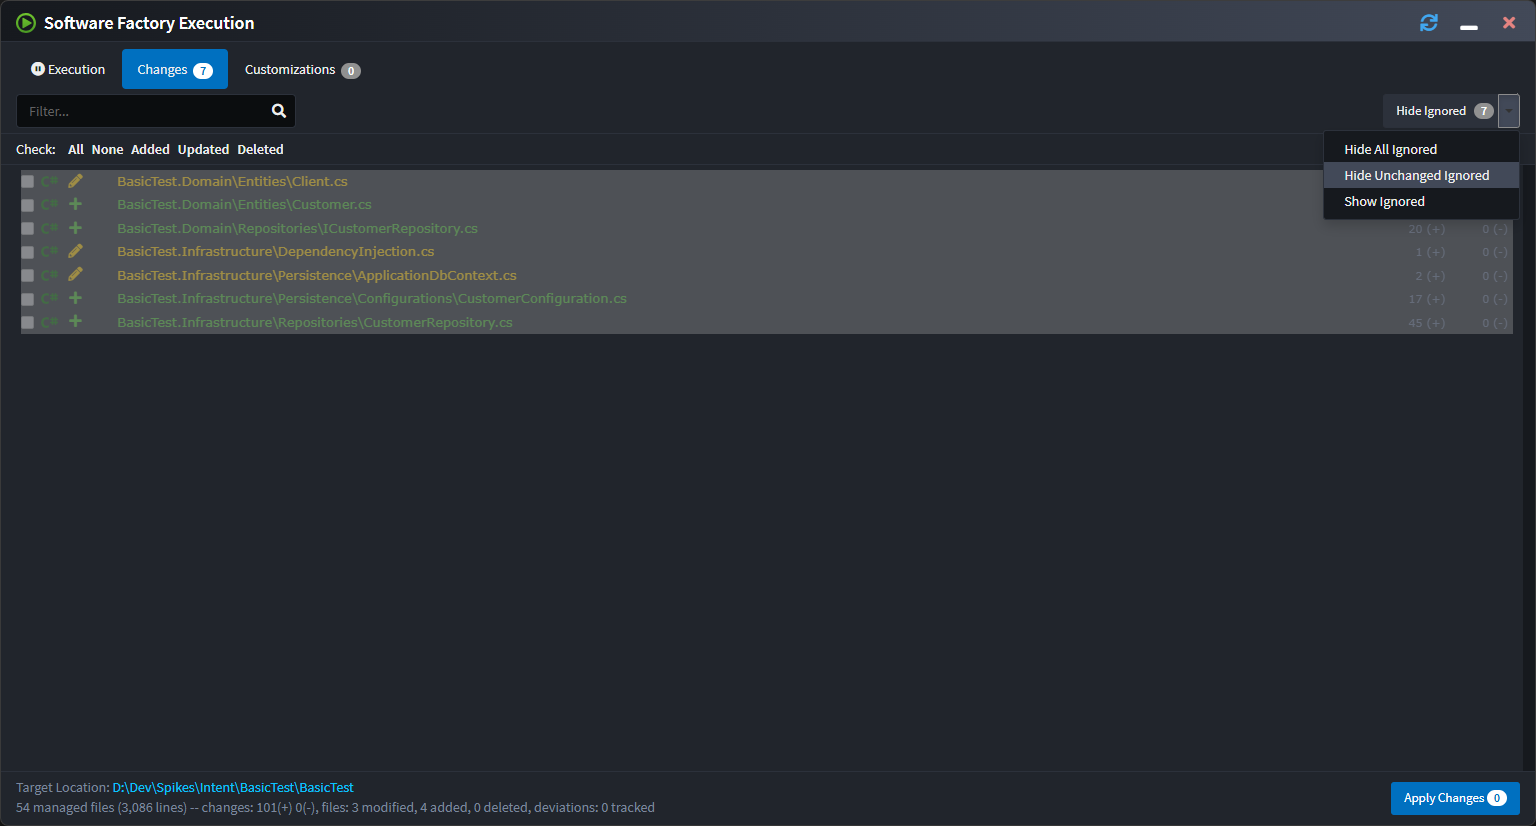 Software Factory Execution
Execution Changes 7 Customizations 0
Filter... Hide Ignored 7
Check: All None Added Updated Deleted
Hide All Ignored
Hide Unchanged Ignored
Show Ignored
C# BasicTest.Domain\Entities\Client.cs
C# BasicTest.Domain\Entities\Customer.cs
C# BasicTest.Domain\Repositories\ICustomerRepository.cs 20 (+) 0 (-)
C# BasicTest.Infrastructure\DependencyInjection.cs 1 (+) 0 (-)
C# BasicTest.Infrastructure\Persistence\ApplicationDbContext.cs 2 (+) 0 (-)
C# BasicTest.Infrastructure\Persistence\Configurations\CustomerConfiguration.cs 17 (+) 0 (-)
C# BasicTest.Infrastructure\Repositories\CustomerRepository.cs 45 (+) 0 (-)
Target Location: D:\Dev\Spikes\Intent\BasicTest\BasicTest
54 managed files (3,086 lines) -- changes: 101(+) 0(-), files: 3 modified, 4 added, 0 deleted, deviations: 0 tracked
Apply Changes 0